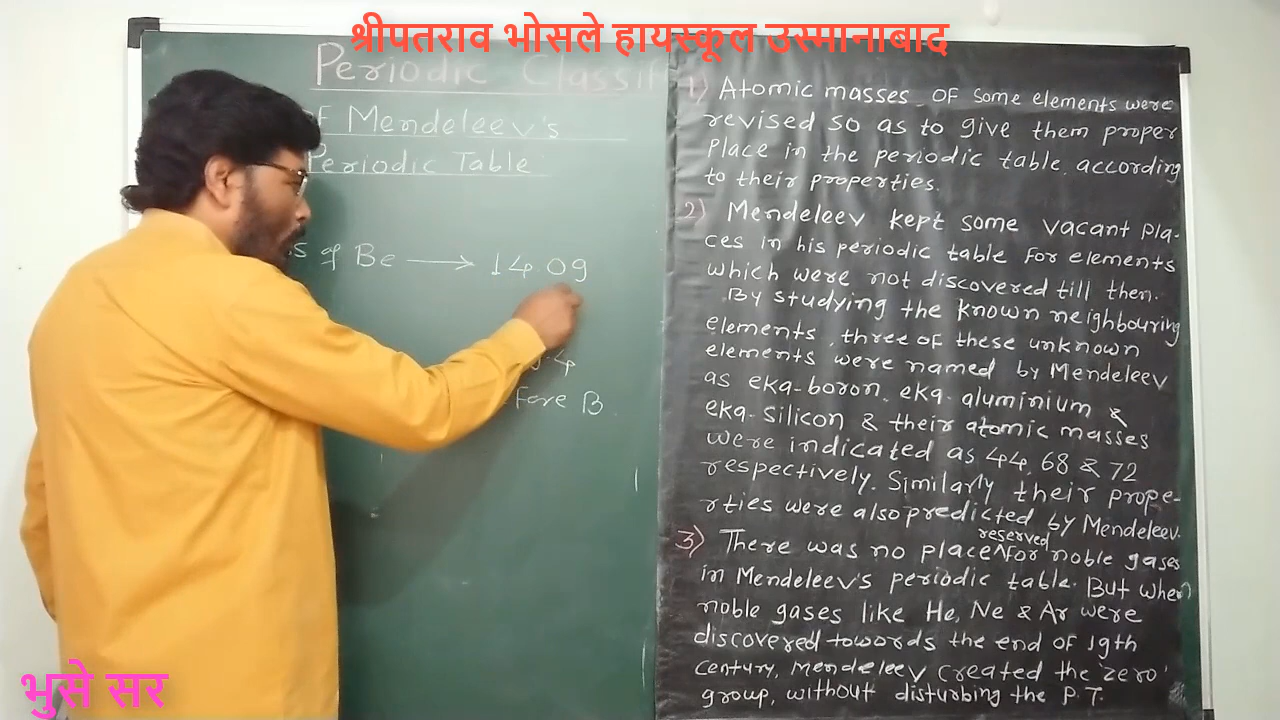 श्रीपतराव भोसले हायस्कूल उस्मानाबाद
Periodic Classif
of Mendeleev's
Periodic Table
s of Be → 14.09
.4
fore B
1) Atomic masses of some elements were
revised so as to give them proper
place in the periodic table. according
to their properties.
2) Mendeleev kept some vacant pla-
ces in his periodic table for elements
which were not discovered till then.
By studying the known neighbouring
elements, three of these unknown
elements were named by Mendeleev
as eka-boron, eka-aluminium &
eka-silicon & their atomic masses
were indicated as 44, 68 & 72
respectively. Similarly their prope-
rties were also predicted by Mendeleev.
reserved
3) There was no place ^ for noble gases
in Mendeleev's periodic table. But when
noble gases like He, Ne & Ar were
discovered towords the end of 19th
century, Mendeleev created the 'zero'
group, without disturbing the P.T.
भुसे सर